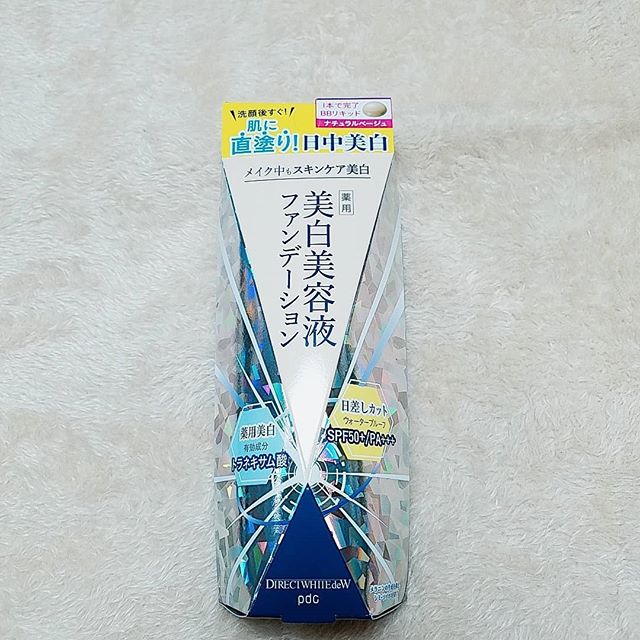 洗顔後すぐ!
1本で完了
BBリキッド
ナチュラルベージュ
肌に
直塗り!日中美白
メイク中もスキンケア美白
薬用
美白美容液
ファンデーション
日差しカット
ウォータープルーフ
SPF50+/PA+++
薬用美白
有効成分
トラネキサム酸
DIRECTWHITEdeW
pdc